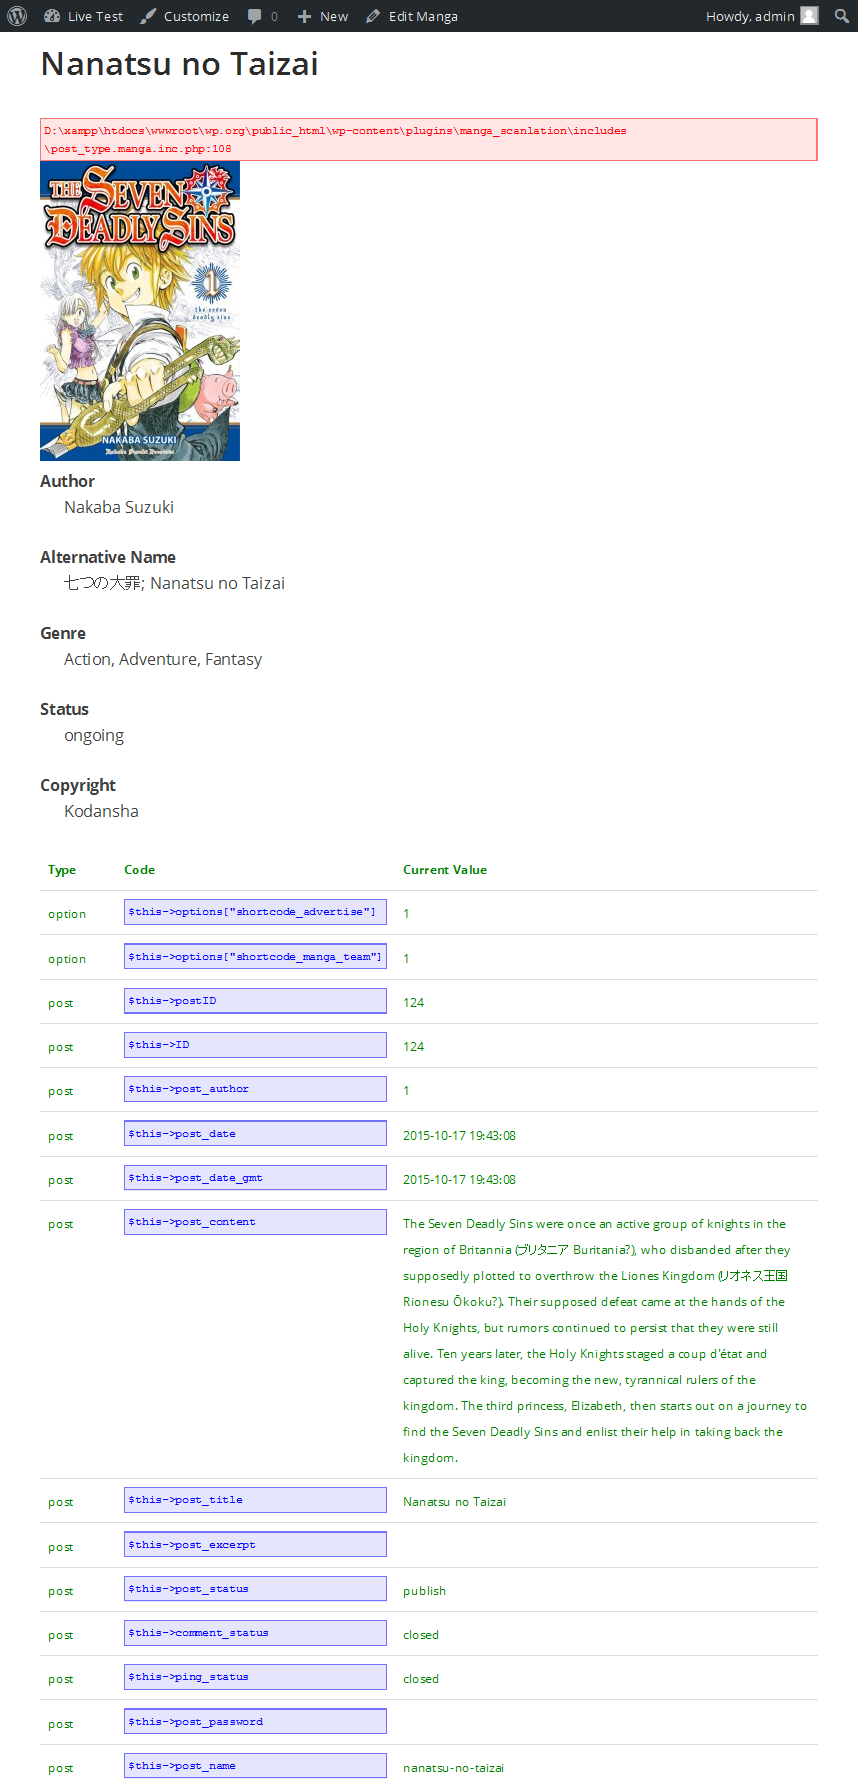 Live Test Customize 0 New Edit Manga Howdy, admin
Nanatsu no Taizai
D:\xampp\htdocs\wwwroot\wp.org\public_html\wp-content\plugins\manga_scanlation\includes
\post_type.manga.inc.php:108
THE SEVEN
DEADLY SINS
1
the seven
deadly sins
NAKABA SUZUKI
Nakaba Suzuki Presents
Author
Nakaba Suzuki
Alternative Name
七つの大罪; Nanatsu no Taizai
Genre
Action, Adventure, Fantasy
Status
ongoing
Copyright
Kodansha
Type Code Current Value
option $this->options["shortcode_advertise"] 1
option $this->options["shortcode_manga_team"] 1
post $this->postID 124
post $this->ID 124
post $this->post_author 1
post $this->post_date 2015-10-17 19:43:08
post $this->post_date_gmt 2015-10-17 19:43:08
post $this->post_content The Seven Deadly Sins were once an active group of knights in the
region of Britannia (ブリタニア Buritania?), who disbanded after they
supposedly plotted to overthrow the Liones Kingdom (リオネス王国
Rionesu Ōkoku?). Their supposed defeat came at the hands of the
Holy Knights, but rumors continued to persist that they were still
alive. Ten years later, the Holy Knights staged a coup d'état and
captured the king, becoming the new, tyrannical rulers of the
kingdom. The third princess, Elizabeth, then starts out on a journey to
find the Seven Deadly Sins and enlist their help in taking back the
kingdom.
post $this->post_title Nanatsu no Taizai
post $this->post_excerpt
post $this->post_status publish
post $this->comment_status closed
post $this->ping_status closed
post $this->post_password
post $this->post_name nanatsu-no-taizai